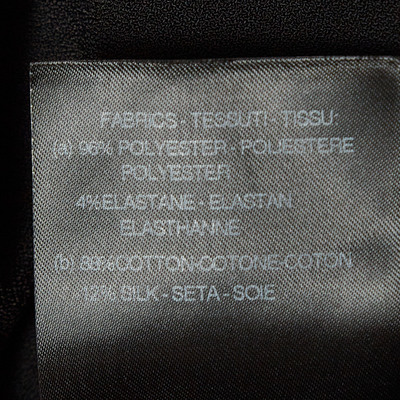 FABRICS - TESSUTI - TISSU:
(a) 96% POLYESTER - POLIESTERE
POLYESTER
4% ELASTANE - ELASTAN
ELASTHANNE
(b) 88% COTTON - COTONE - COTON
12% SILK - SETA - SOIE